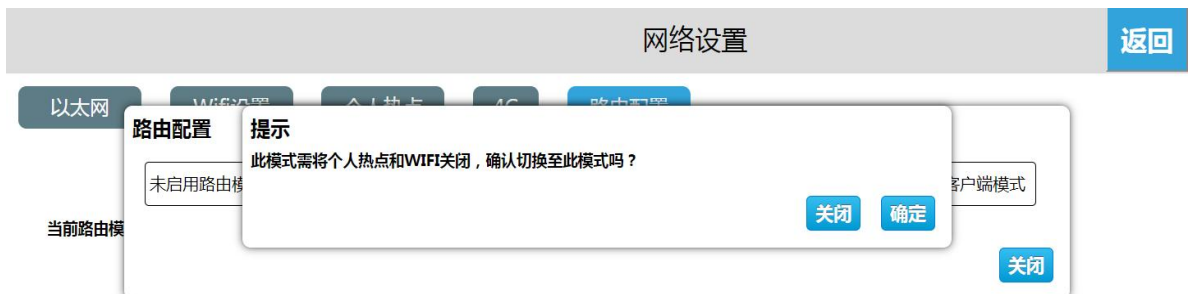 网络设置
返回
以太网
路由配置
提示
此模式需将个人热点和WIFI关闭，确认切换至此模式吗？
未启用路由模
客户端模式
关闭
确定
当前路由模
关闭